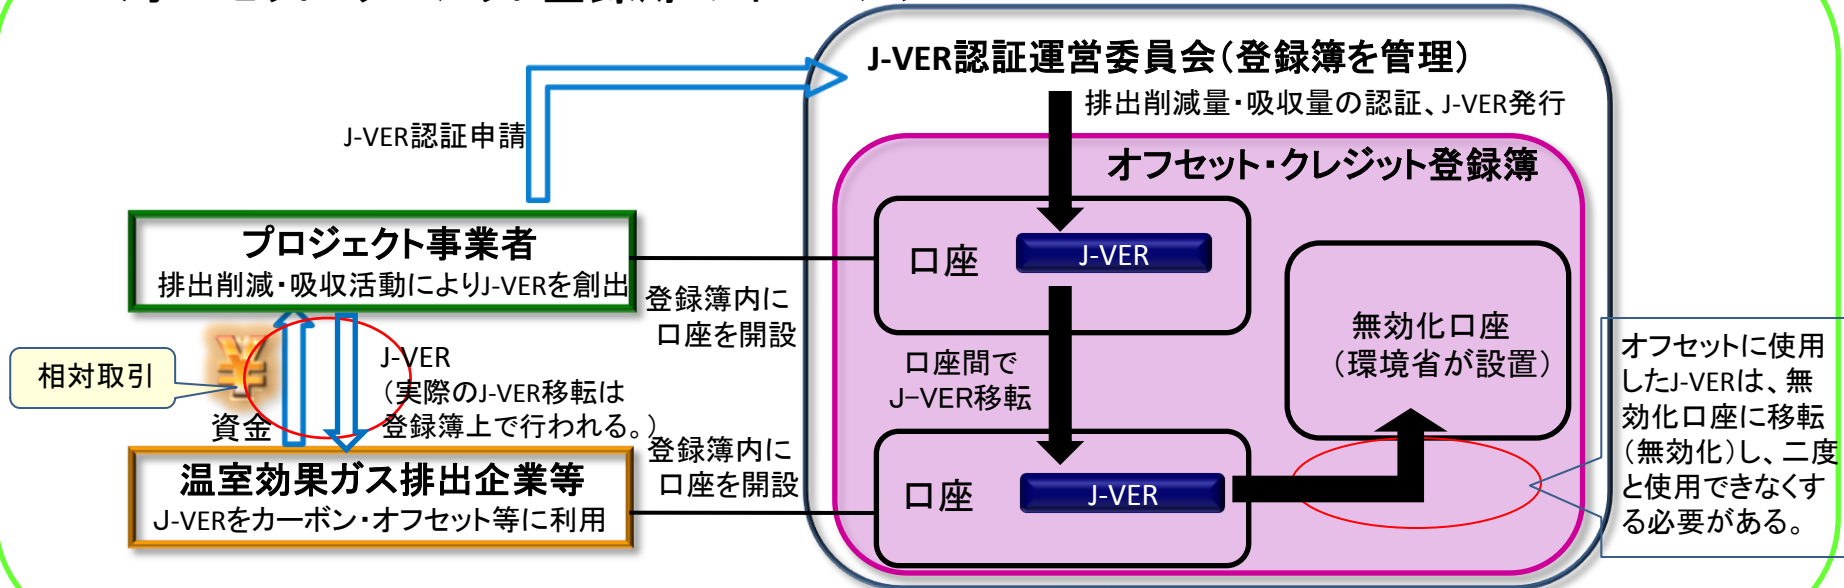 J-VER認証運営委員会（登録簿を管理）
排出削減量・吸収量の認証、J-VER発行
J-VER認証申請
オフセット・クレジット登録簿
プロジェクト事業者
排出削減・吸収活動によりJ-VERを創出
口座
J-VER
登録簿内に
口座を開設
無効化口座
（環境省が設置）
相対取引
¥
資金
J-VER
（実際のJ-VER移転は
登録簿上で行われる。）
口座間で
J-VER移転
オフセットに使用
したJ-VERは、無
効化口座に移転
（無効化）し、二度
と使用できなくす
る必要がある。
登録簿内に
口座を開設
温室効果ガス排出企業等
J-VERをカーボン・オフセット等に利用
口座
J-VER